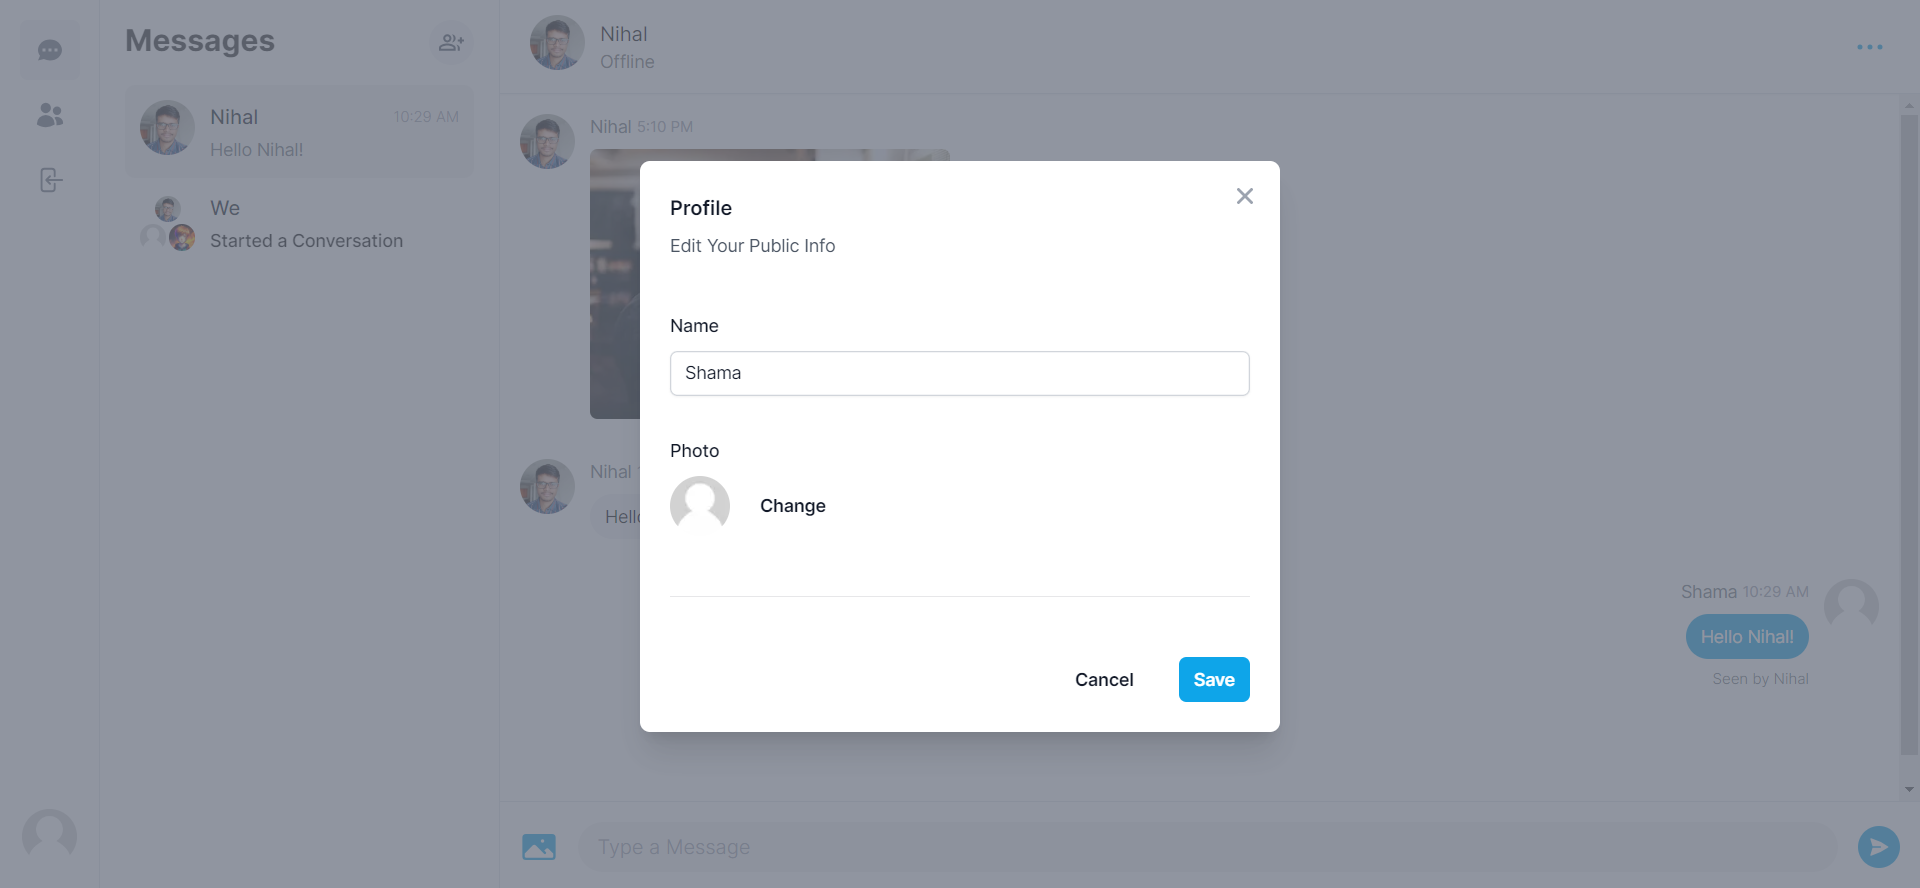 Messages
Nihal 10:29 AM
Hello Nihal!
We
Started a Conversation
Nihal
Offline
Nihal 5:10 PM
Nihal
Profile
Edit Your Public Info
Name
Shama
Photo
Change
Cancel
Save
Shama 10:29 AM
Hello Nihal!
Seen by Nihal
Type a Message